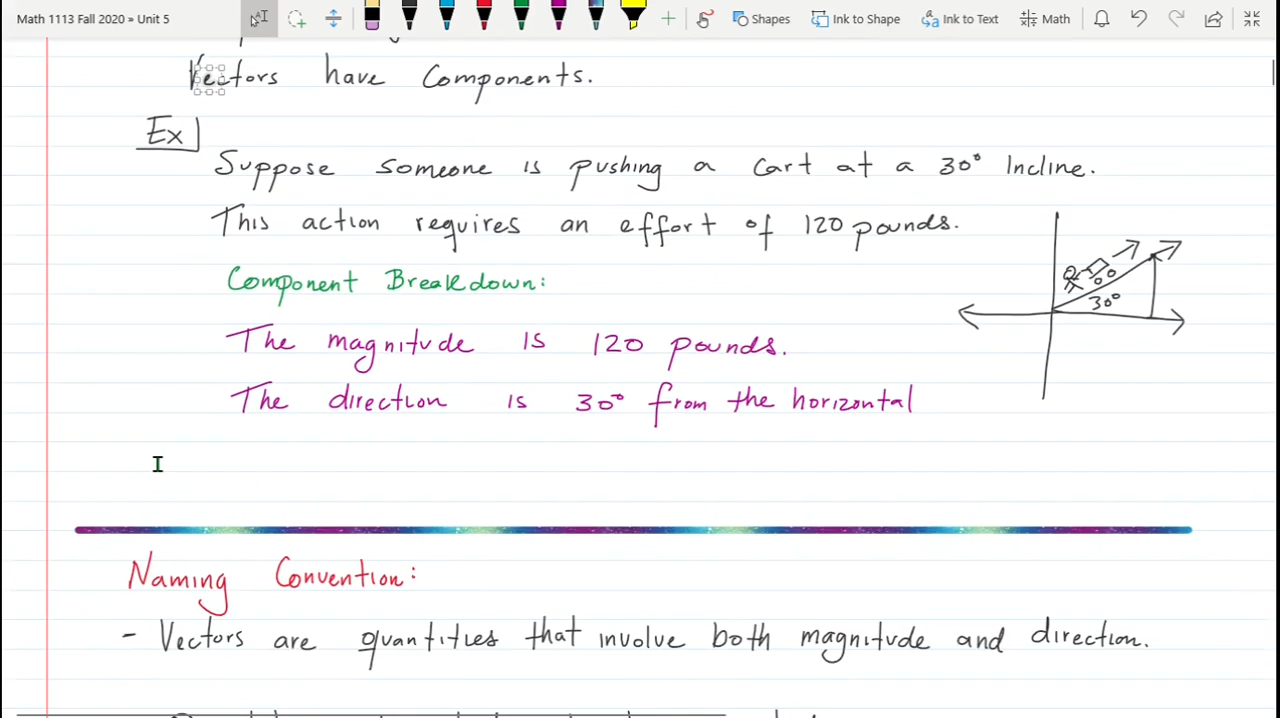 Math 1113 Fall 2020 » Unit 5
Shapes
Ink to Shape
Ink to Text
Math
Vectors have Components.
Ex
Suppose someone is pushing a cart at a 30° Incline.
This action requires an effort of 120 pounds.
30°
Component Breakdown:
The magnitude is 120 pounds.
The direction is 30° from the horizontal
Naming Convention:
- Vectors are quantities that involve both magnitude and direction.